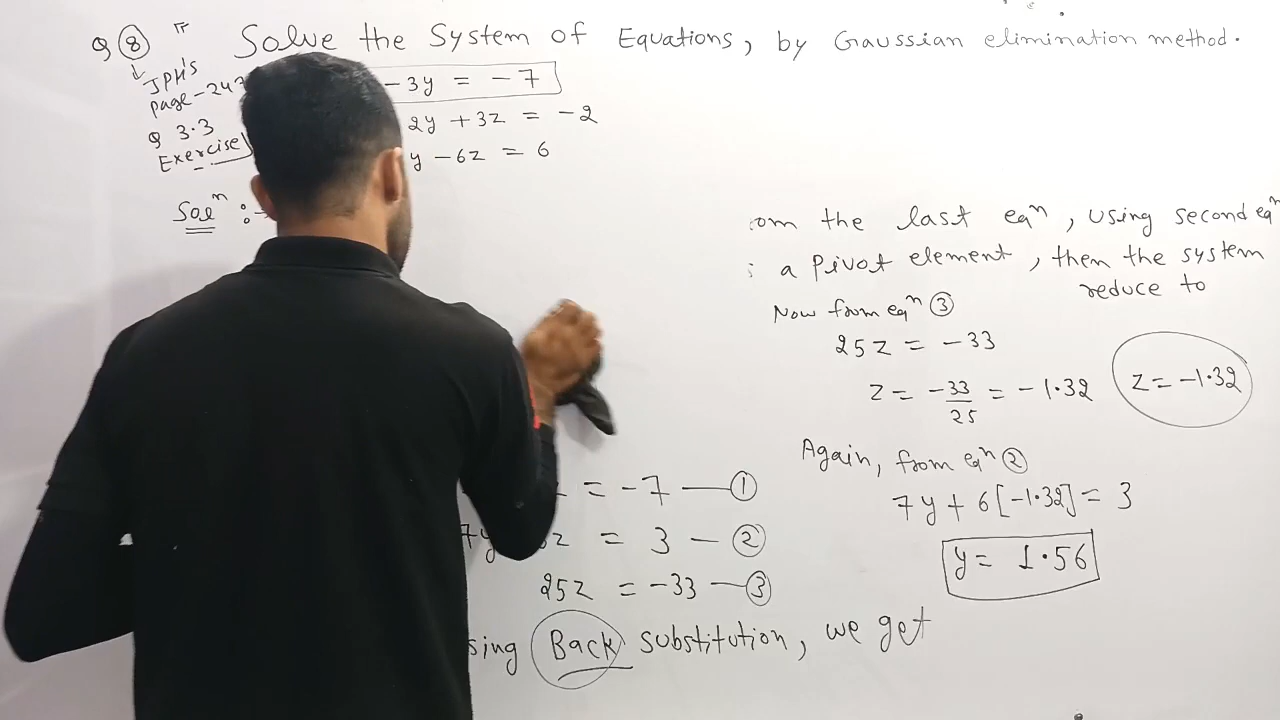 Q 8 Solve the System of Equations, by Gaussian elimination method.
JPH's
page-247
Q 3.3
Exercise
-3y = -7
2y + 3z = -2
y - 6z = 6
Solⁿ :-
om the last eqⁿ, using second eqⁿ
a Pivot element, then the system
reduce to
Now from eqⁿ ③
25z = -33
z = -33/25 = -1.32
z = -1.32
Again, from eqⁿ ②
7y + 6[-1.32] = 3
y = 1.56
= -7 — ①
7y z = 3 — ②
25z = -33 — ③
sing Back substitution, we get